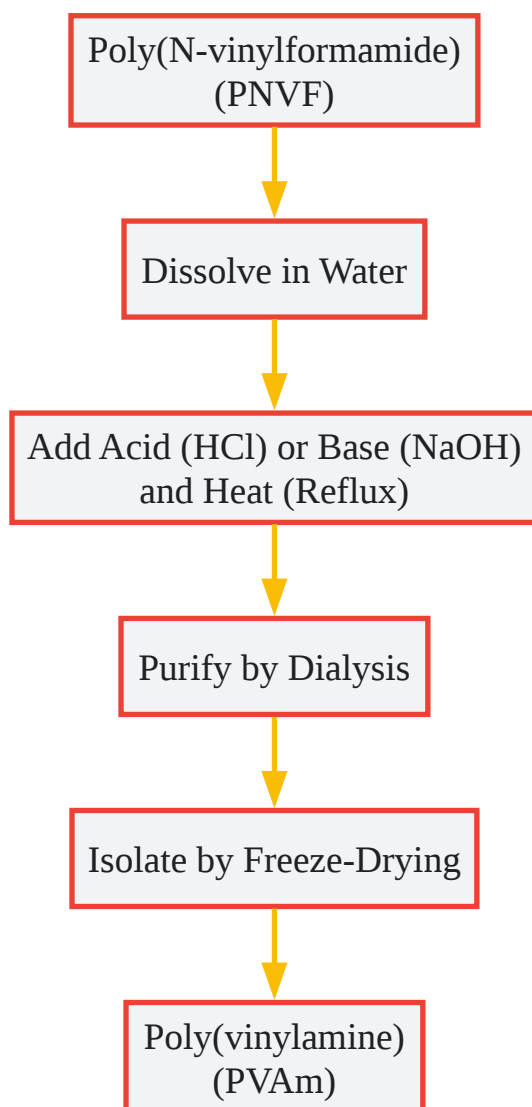 Poly(N-vinylformamide)
(PNVF)
Dissolve in Water
Add Acid (HCl) or Base (NaOH)
and Heat (Reflux)
Purify by Dialysis
Isolate by Freeze-Drying
Poly(vinylamine)
(PVAm)